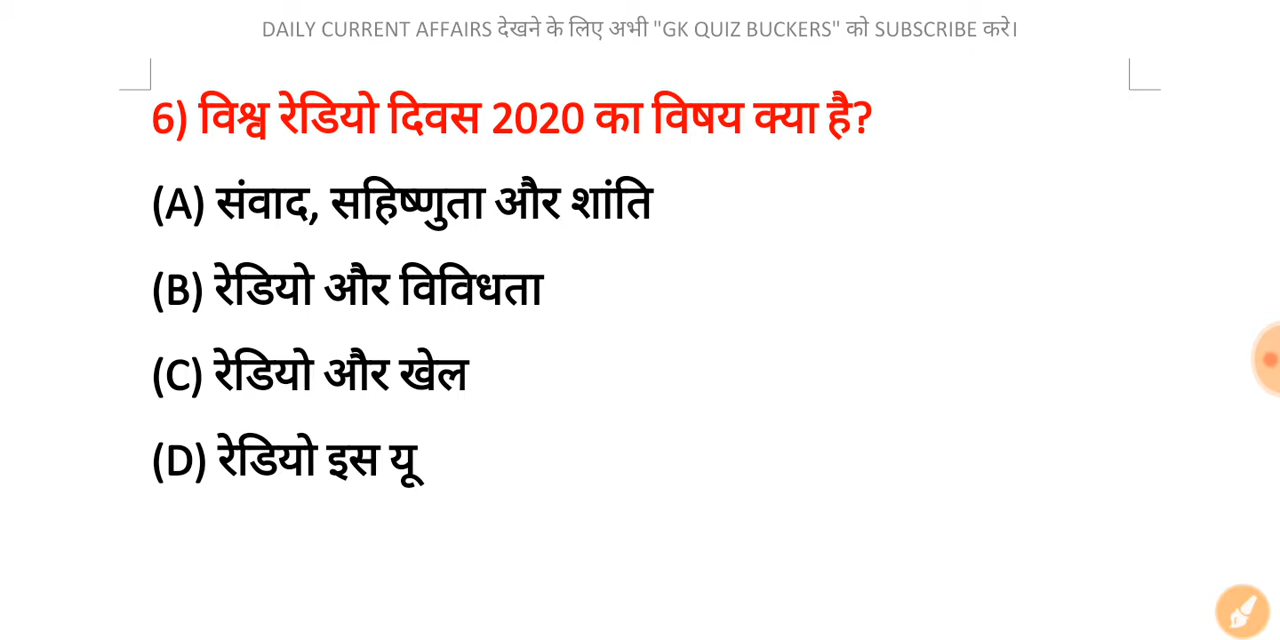 DAILY CURRENT AFFAIRS देखने के लिए अभी "GK QUIZ BUCKERS" को SUBSCRIBE करे।
6) विश्व रेडियो दिवस 2020 का विषय क्या है?
(A) संवाद, सहिष्णुता और शांति
(B) रेडियो और विविधता
(C) रेडियो और खेल
(D) रेडियो इस यू